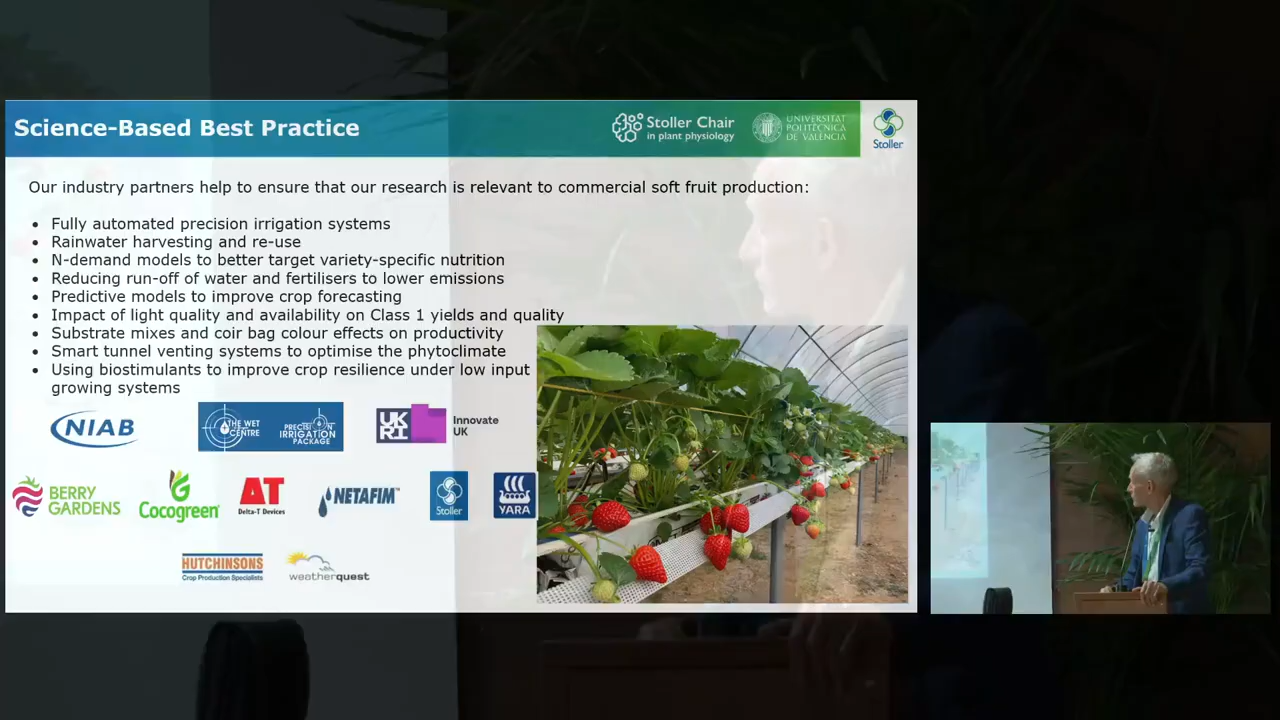 Science-Based Best Practice
Stoller Chair
in plant physiology
UNIVERSITAT
POLITÈCNICA
DE VALÈNCIA
Stoller
Our industry partners help to ensure that our research is relevant to commercial soft fruit production:
• Fully automated precision irrigation systems
• Rainwater harvesting and re-use
• N-demand models to better target variety-specific nutrition
• Reducing run-off of water and fertilisers to lower emissions
• Predictive models to improve crop forecasting
• Impact of light quality and availability on Class 1 yields and quality
• Substrate mixes and coir bag colour effects on productivity
• Smart tunnel venting systems to optimise the phytoclimate
• Using biostimulants to improve crop resilience under low input
growing systems
NIAB
THE WET
CENTRE
PRECISION
IRRIGATION
PACKAGE
UK
RI
Innovate
UK
BERRY
GARDENS
Cocogreen
ΔT
Delta-T Devices
NETAFIM™
Stoller
YARA
HUTCHINSONS
Crop Production Specialists
weatherquest